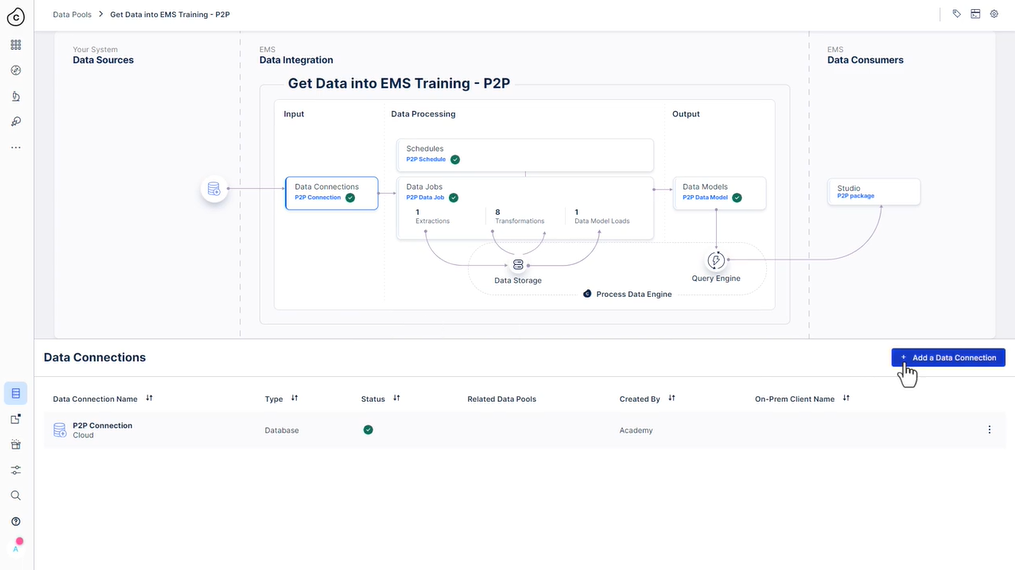 Data Pools > Get Data into EMS Training - P2P
Your System
Data Sources
EMS
Data Integration
EMS
Data Consumers
Get Data into EMS Training - P2P
Input
Data Processing
Output
Schedules
P2P Schedule
Data Connections
P2P Connection
Data Jobs
P2P Data Job
1
Extractions
8
Transformations
1
Data Model Loads
Data Models
P2P Data Model
Studio
P2P package
Data Storage
Query Engine
Process Data Engine
Data Connections
+ Add a Data Connection
Data Connection Name
Type
Status
Related Data Pools
Created By
On-Prem Client Name
P2P Connection
Cloud
Database
Academy
A